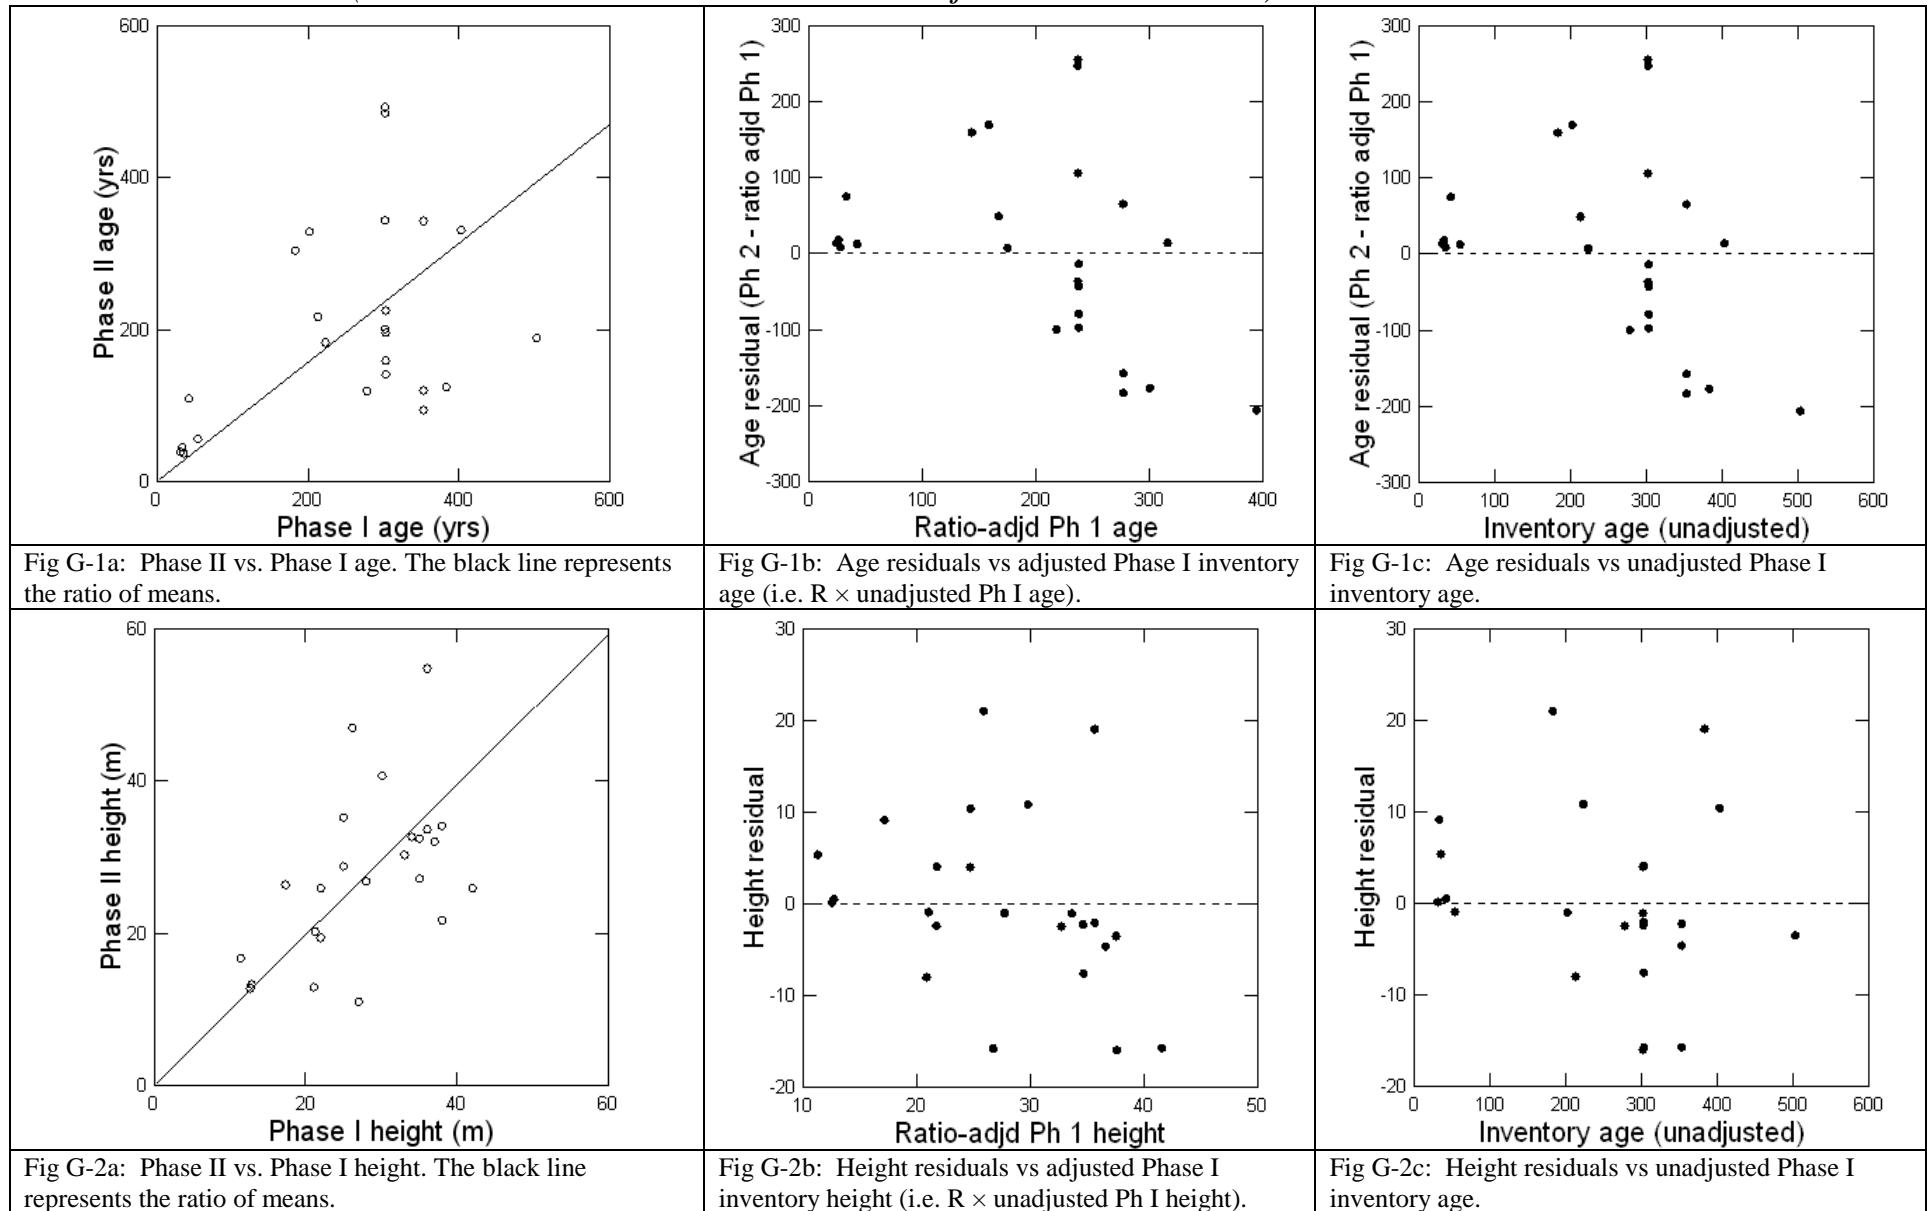 600
400
200
0
0
200
400
600
Phase II age (yrs)
Phase I age (yrs)
300
200
100
0
-100
-200
-300
0
100
200
300
400
Age residual (Ph 2 - ratio adjd Ph 1)
Ratio-adjd Ph 1 age
300
200
100
0
-100
-200
-300
0
100
200
300
400
500
600
Age residual (Ph 2 - ratio adjd Ph 1)
Inventory age (unadjusted)
Fig G-1a: Phase II vs. Phase I age. The black line represents
the ratio of means.
Fig G-1b: Age residuals vs adjusted Phase I inventory
age (i.e. R × unadjusted Ph I age).
Fig G-1c: Age residuals vs unadjusted Phase I
inventory age.
60
40
20
0
0
20
40
60
Phase II height (m)
Phase I height (m)
30
20
10
0
-10
-20
10
20
30
40
50
Height residual
Ratio-adjd Ph 1 height
30
20
10
0
-10
-20
0
100
200
300
400
500
600
Height residual
Inventory age (unadjusted)
Fig G-2a: Phase II vs. Phase I height. The black line
represents the ratio of means.
Fig G-2b: Height residuals vs adjusted Phase I
inventory height (i.e. R × unadjusted Ph I height).
Fig G-2c: Height residuals vs unadjusted Phase I
inventory age.